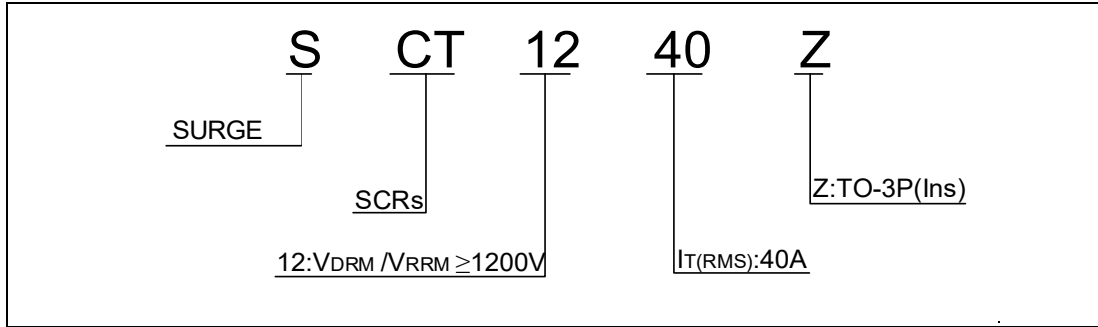 S CT 12 40 Z
SURGE
Z:TO-3P(Ins)
SCRs
12:VDRM /VRRM ≥1200V
IT(RMS):40A